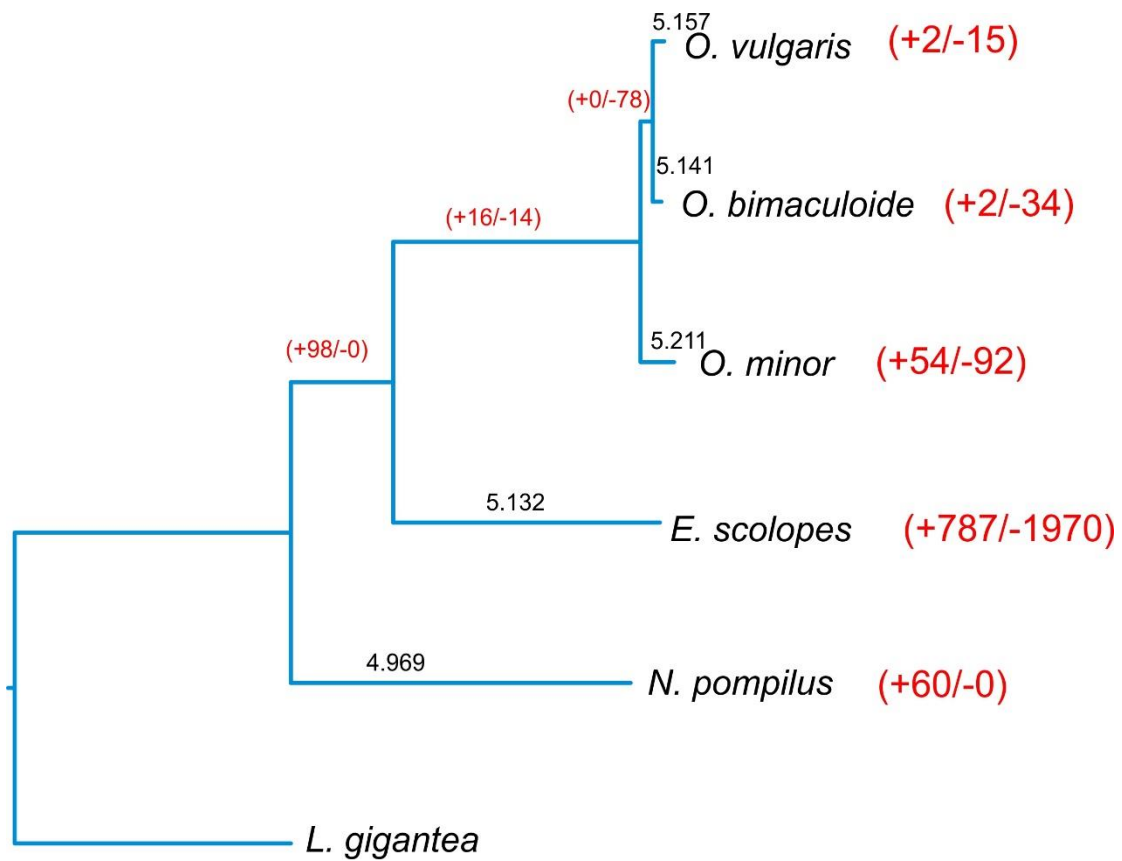 5.157
O. vulgaris (+2/-15)
(+0/-78)
5.141
O. bimaculoide (+2/-34)
(+16/-14)
5.211
O. minor (+54/-92)
(+98/-0)
5.132
E. scolopes (+787/-1970)
4.969
N. pompilus (+60/-0)
L. gigantea